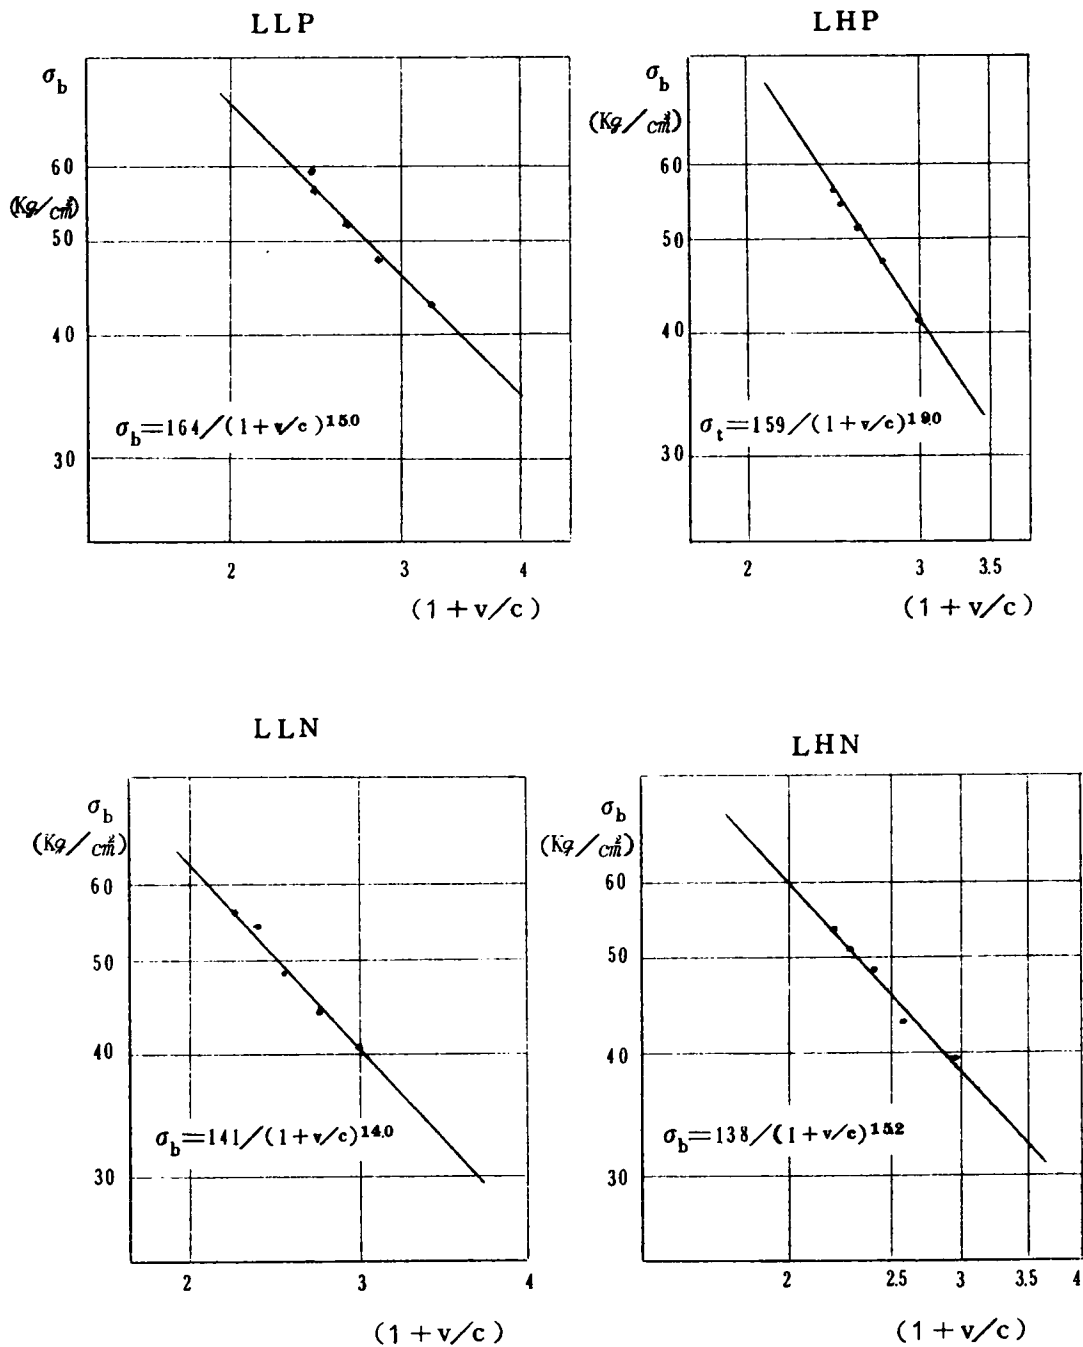 LLP
σb
60
(Kg/cm²)
50
40
σb=164/(1+v/c)1.50
30
2 3 4
(1+v/c)
LHP
σb
(Kg/cm²)
60
50
40
σt=159/(1+v/c)1.90
30
2 3 3.5
(1+v/c)
LLN
σb
(Kg/cm²)
60
50
40
σb=141/(1+v/c)1.40
30
2 3 4
(1+v/c)
LHN
σb
(Kg/cm²)
60
50
40
σb=138/(1+v/c)1.52
30
2 2.5 3 3.5 4
(1+v/c)